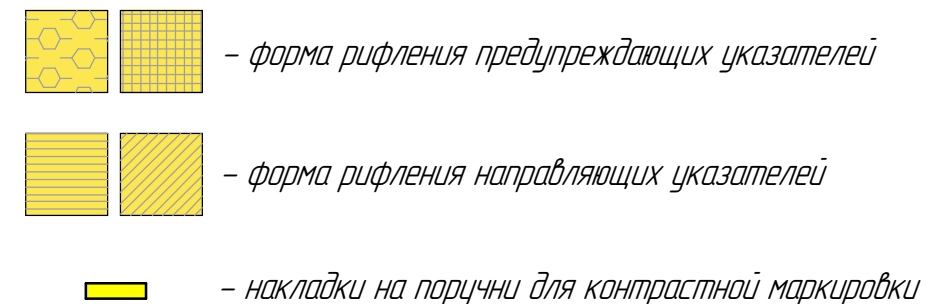 – форма рифления предупреждающих указателей
– форма рифления направляющих указателей
– накладки на поручни для контрастной маркировки